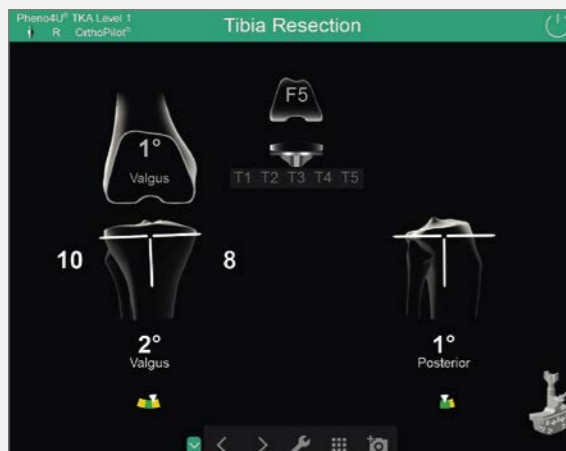 Pheno4U® TKA Level 1
R OrthoPilot®
Tibia Resection
F5
1°
Valgus
T1 T2 T3 T4 T5
10
8
2°
Valgus
1°
Posterior